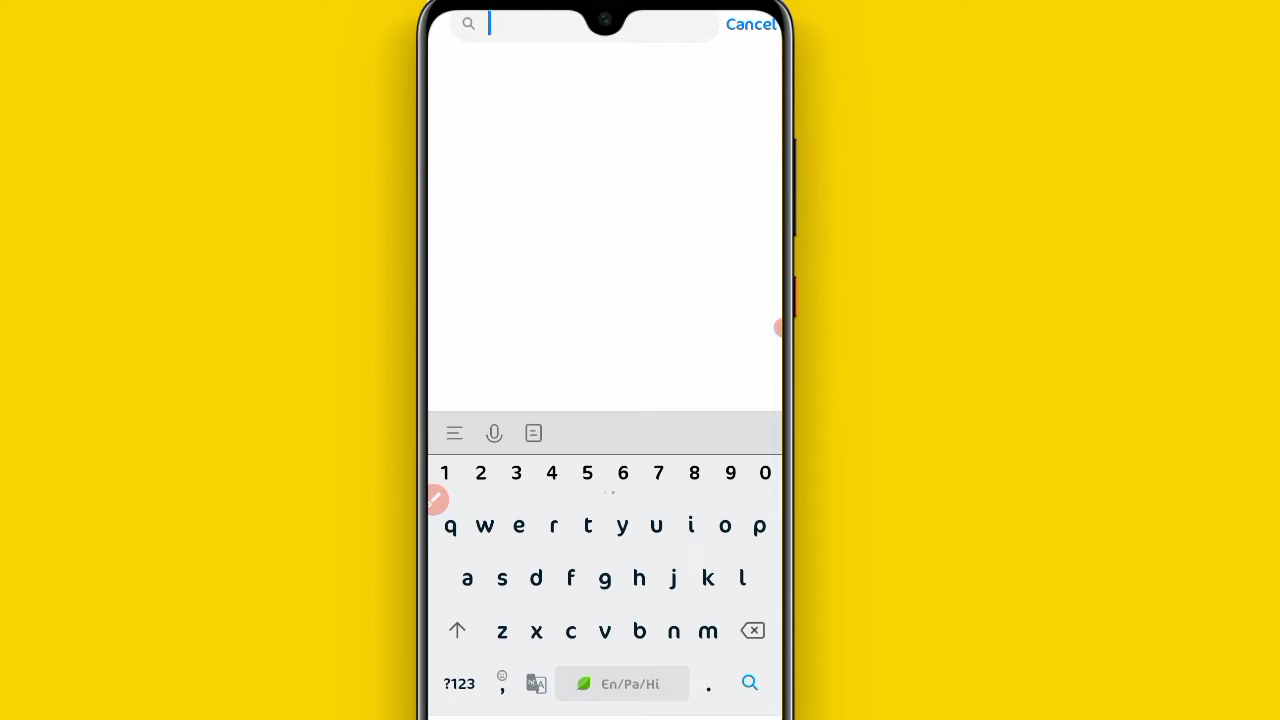 Cancel
1 2 3 4 5 6 7 8 9 0
q w e r t y u i o p
a s d f g h j k l
z x c v b n m
?123 , En/Pa/Hi .